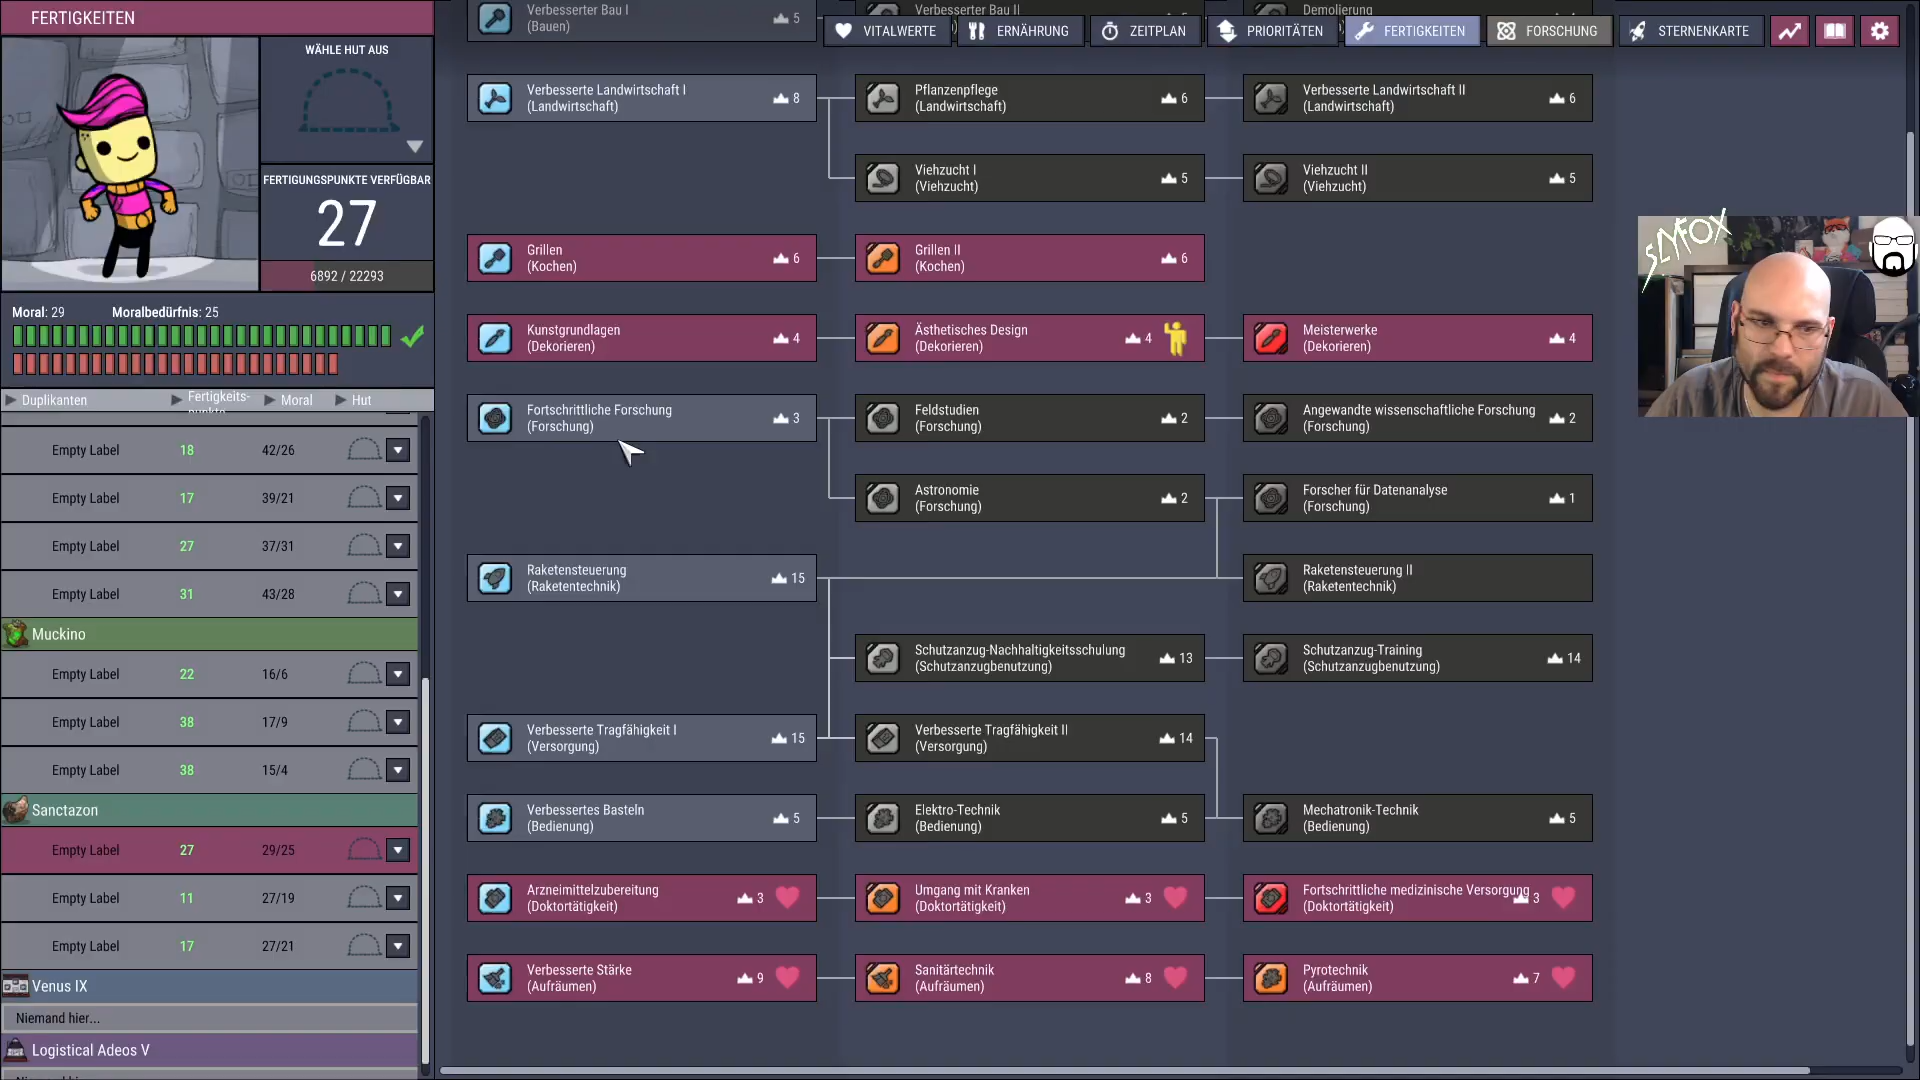 FERTIGKEITEN
WÄHLE HUT AUS
FERTIGUNGSPUNKTE VERFÜGBAR
27
6892 / 22293
Moral: 29
Moralbedürfnis: 25
Duplikanten
Fertigkeits-
punkte
Moral
Hut
Empty Label 18 42/26
Empty Label 17 39/21
Empty Label 27 37/31
Empty Label 31 43/28
Muckino
Empty Label 22 16/6
Empty Label 38 17/9
Empty Label 38 15/4
Sanctazon
Empty Label 27 29/25
Empty Label 11 27/19
Empty Label 17 27/21
Venus IX
Niemand hier...
Logistical Adeos V
VITALWERTE
ERNÄHRUNG
ZEITPLAN
PRIORITÄTEN
FERTIGKEITEN
FORSCHUNG
STERNENKARTE
Verbesserter Bau I
(Bauen)
5
Verbesserter Bau II
Demolierung
Verbesserte Landwirtschaft I
(Landwirtschaft)
8
Pflanzenpflege
(Landwirtschaft)
6
Verbesserte Landwirtschaft II
(Landwirtschaft)
6
Viehzucht I
(Viehzucht)
5
Viehzucht II
(Viehzucht)
5
Grillen
(Kochen)
6
Grillen II
(Kochen)
6
Kunstgrundlagen
(Dekorieren)
4
Ästhetisches Design
(Dekorieren)
4
Meisterwerke
(Dekorieren)
4
Fortschrittliche Forschung
(Forschung)
3
Feldstudien
(Forschung)
2
Angewandte wissenschaftliche Forschung
(Forschung)
2
Astronomie
(Forschung)
2
Forscher für Datenanalyse
(Forschung)
1
Raketensteuerung
(Raketentechnik)
15
Raketensteuerung II
(Raketentechnik)
Schutzanzug-Nachhaltigkeitsschulung
(Schutzanzugbenutzung)
13
Schutzanzug-Training
(Schutzanzugbenutzung)
14
Verbesserte Tragfähigkeit I
(Versorgung)
15
Verbesserte Tragfähigkeit II
(Versorgung)
14
Verbessertes Basteln
(Bedienung)
5
Elektro-Technik
(Bedienung)
5
Mechatronik-Technik
(Bedienung)
5
Arzneimittelzubereitung
(Doktortätigkeit)
3
Umgang mit Kranken
(Doktortätigkeit)
3
Fortschrittliche medizinische Versorgung
(Doktortätigkeit)
3
Verbesserte Stärke
(Aufräumen)
9
Sanitärtechnik
(Aufräumen)
8
Pyrotechnik
(Aufräumen)
7
SLYFOX